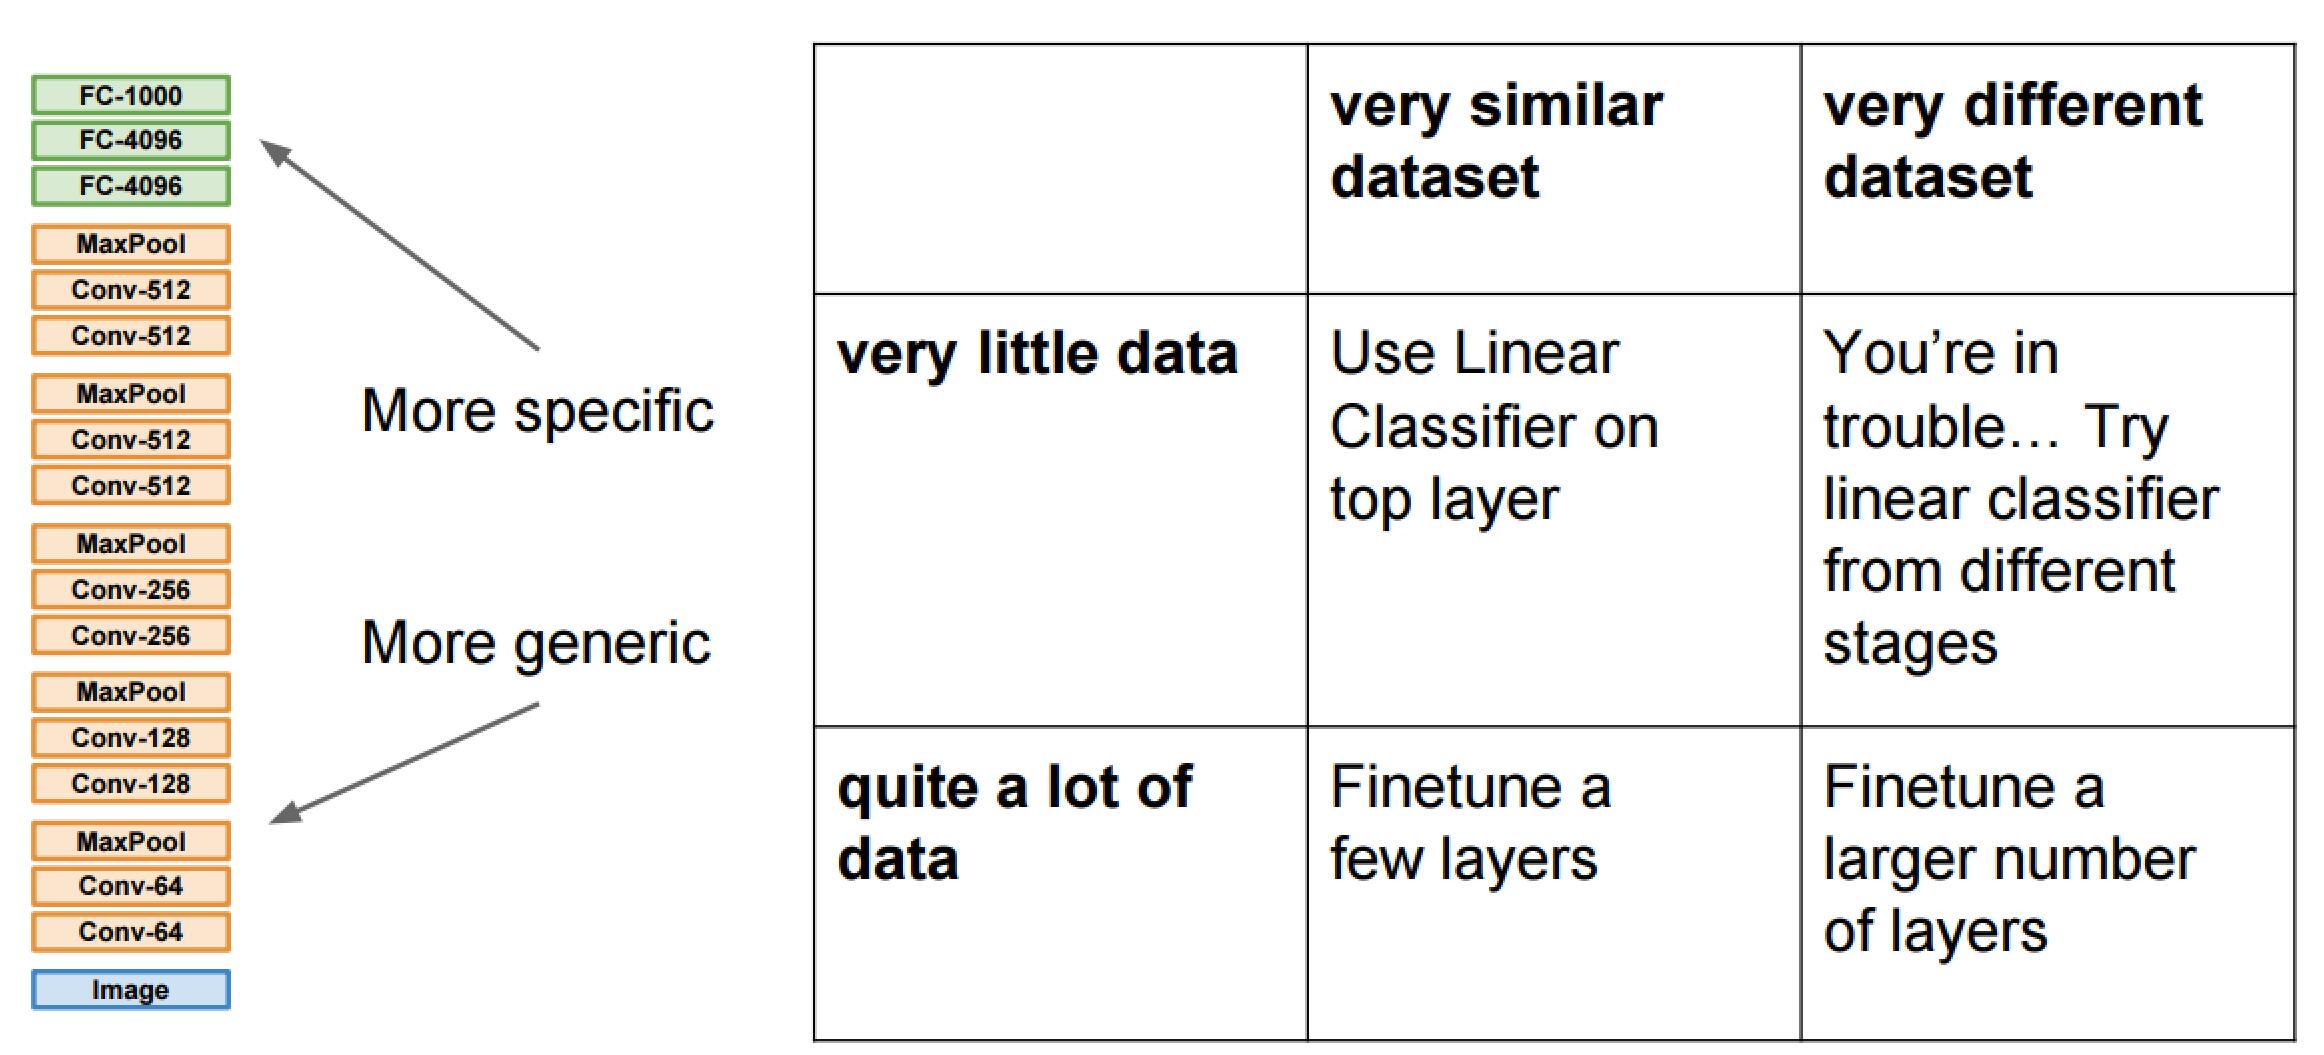 FC-1000
FC-4096
FC-4096
MaxPool
Conv-512
Conv-512
MaxPool
Conv-512
Conv-512
MaxPool
Conv-256
Conv-256
MaxPool
Conv-128
Conv-128
MaxPool
Conv-64
Conv-64
Image
More specific
More generic
very similar
dataset
very different
dataset
very little data
Use Linear
Classifier on
top layer
You’re in
trouble… Try
linear classifier
from different
stages
quite a lot of
data
Finetune a
few layers
Finetune a
larger number
of layers